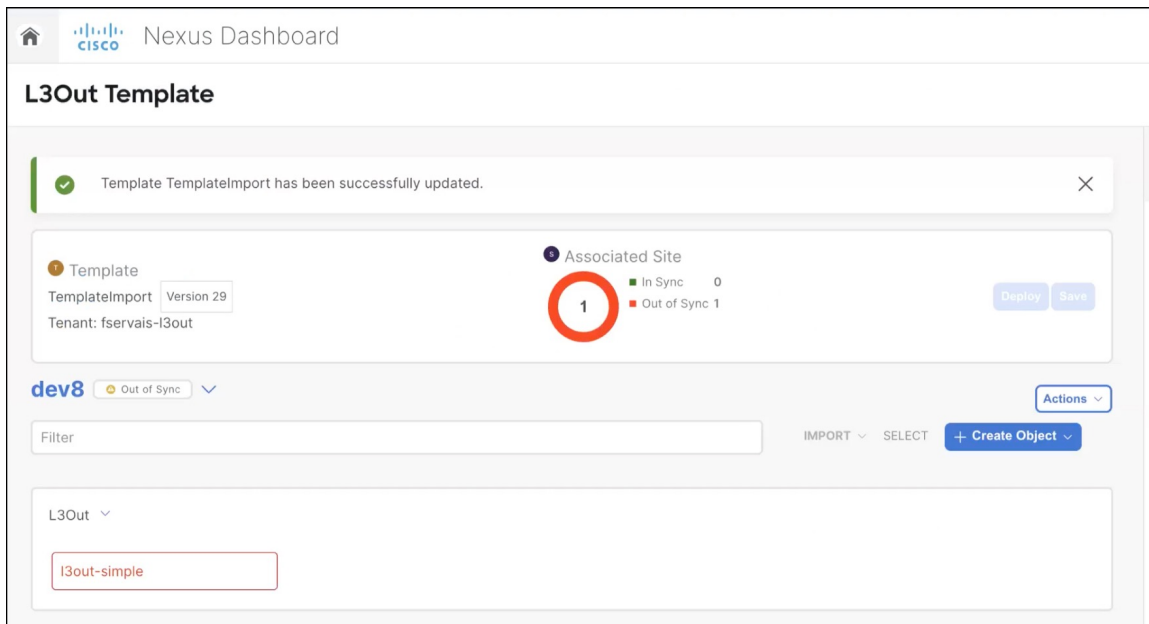 CISCO Nexus Dashboard
L3Out Template
Template TemplateImport has been successfully updated.
T Template
TemplateImport Version 29
Tenant: fservais-l3out
S Associated Site
1
In Sync 0
Out of Sync 1
Deploy Save
dev8 Out of Sync
Actions
Filter
IMPORT SELECT + Create Object
L3Out
l3out-simple